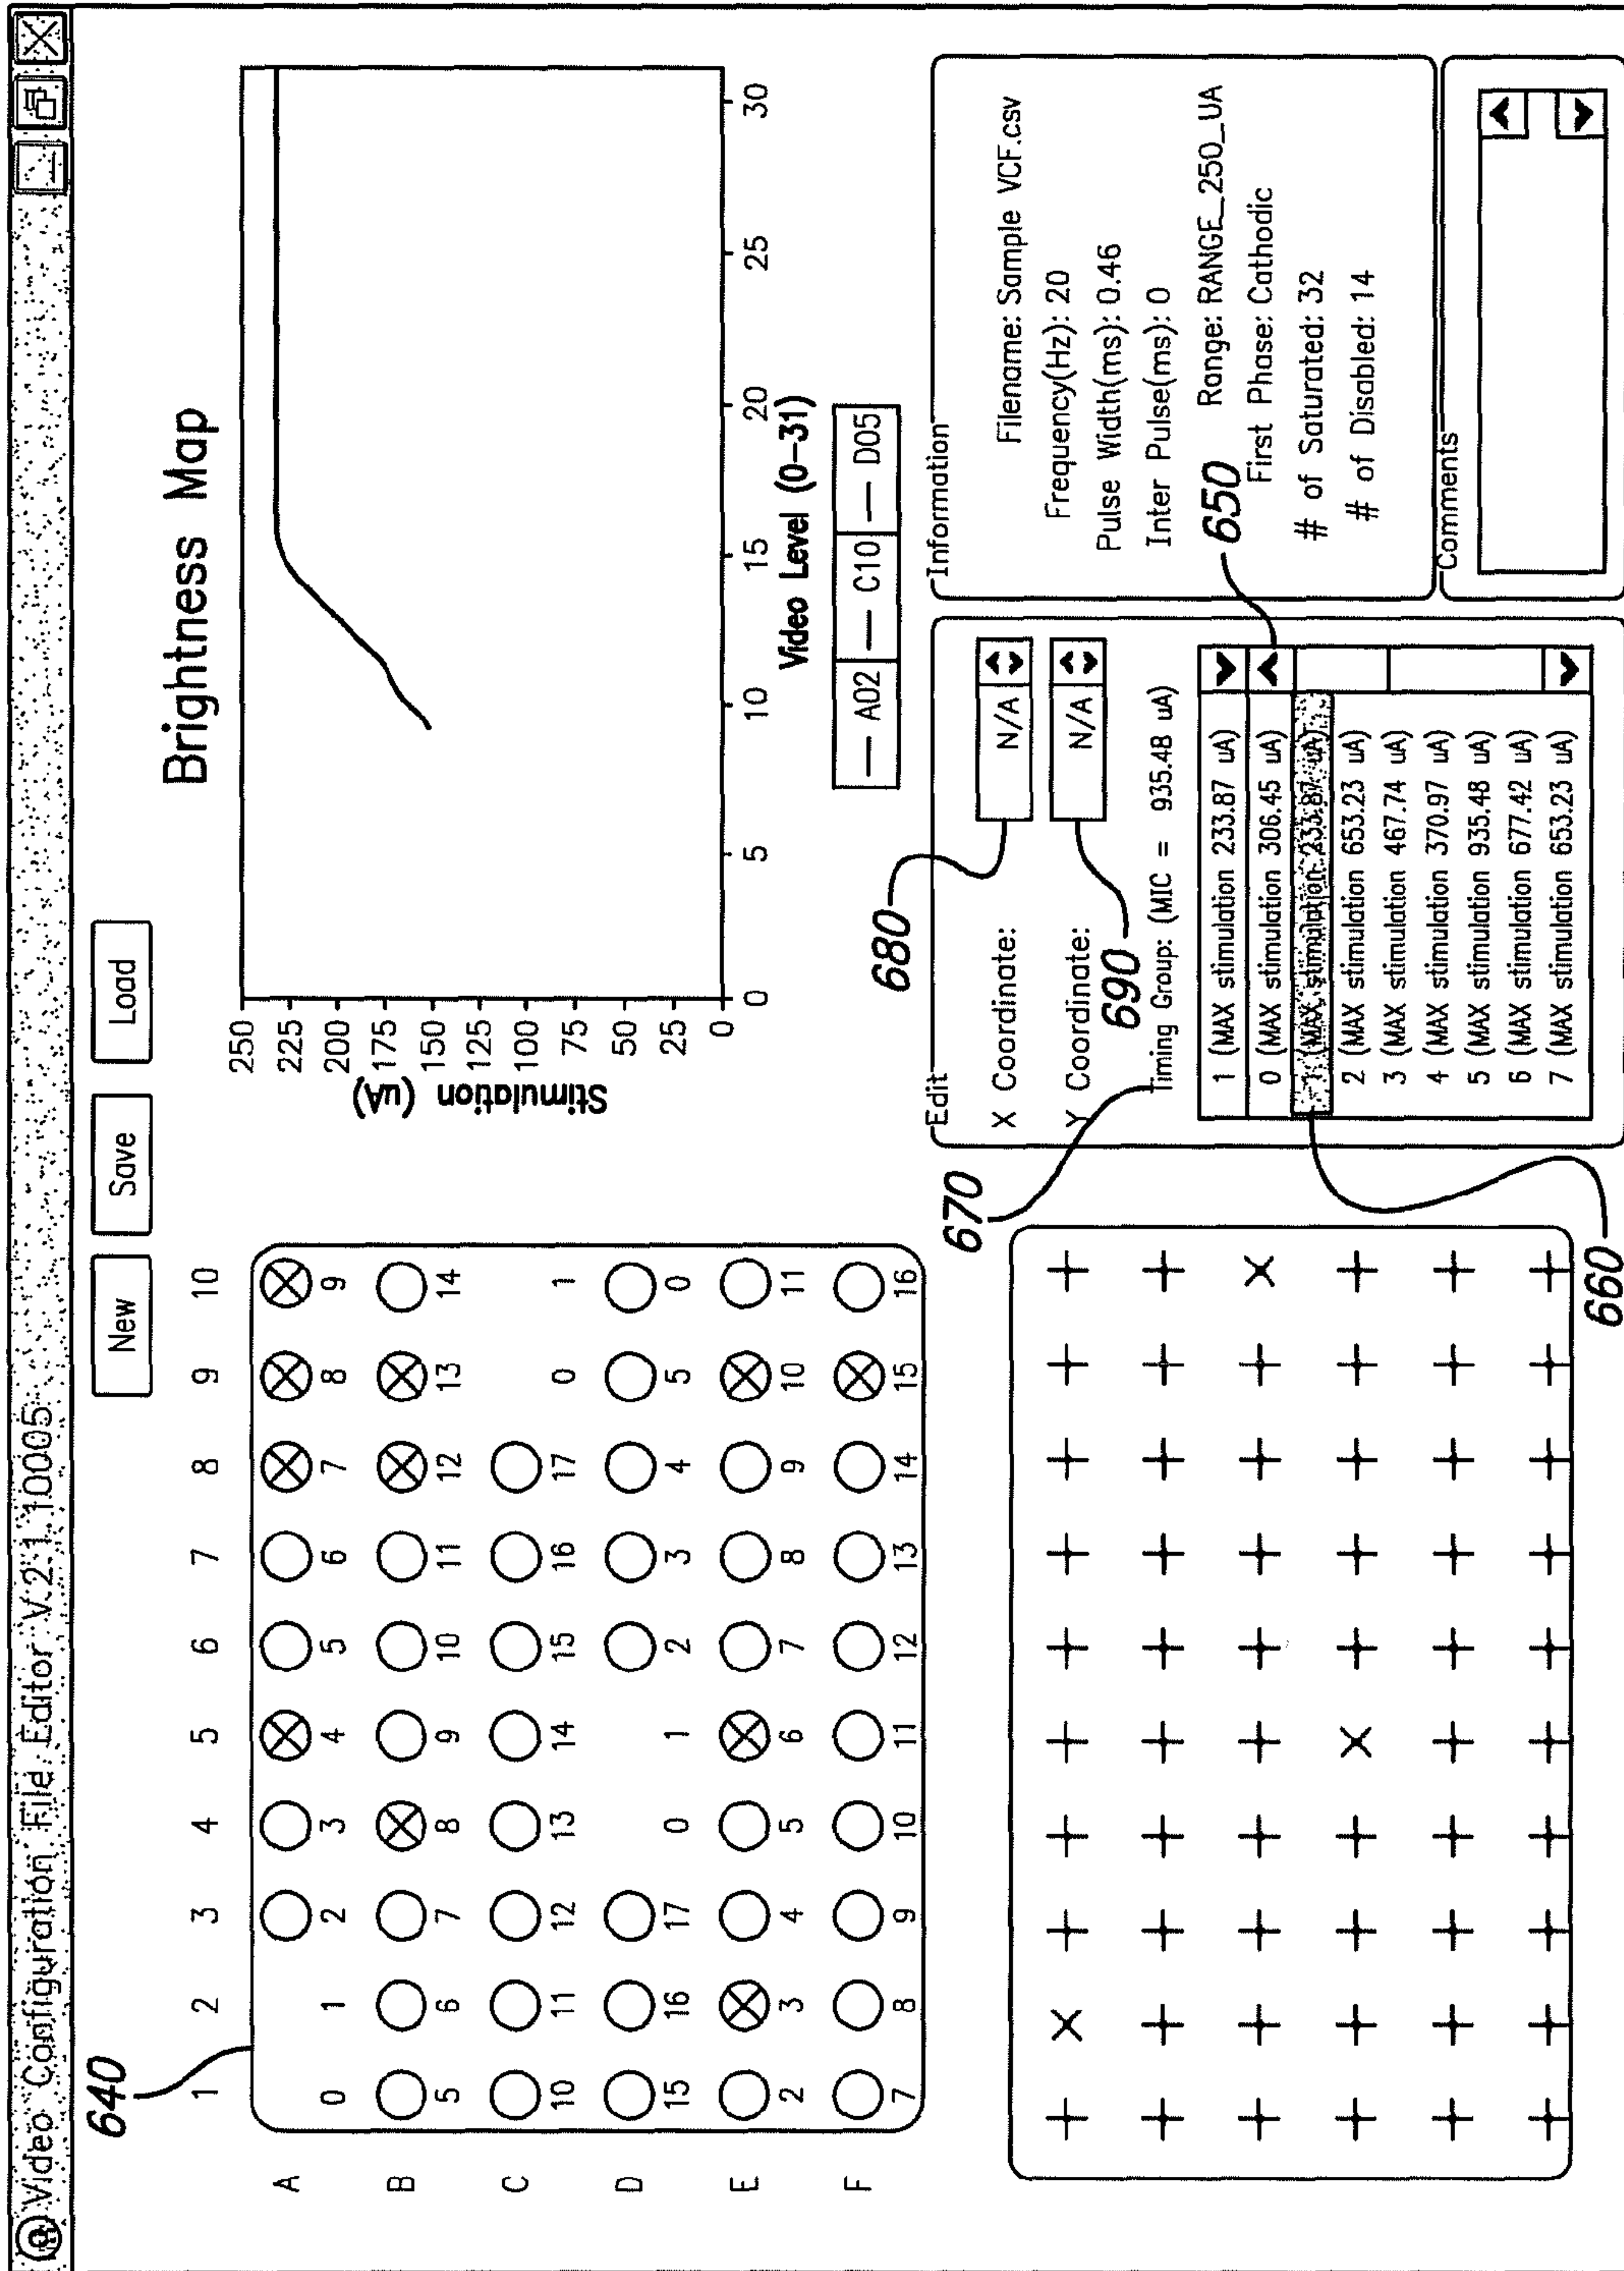 Video Configuration File Editor V.2.1.10005
New Save Load
640
1 2 3 4 5 6 7 8 9 10
A
0 1 2 3 4 5 6 7 8 9
B
5 6 7 8 9 10 11 12 13 14
C
10 11 12 13 14 15 16 17 0 1
D
15 16 17 0 1 2 3 4 5 0
E
2 3 4 5 6 7 8 9 10 11
F
7 8 9 10 11 12 13 14 15 16
Brightness Map
Stimulation (uA)
250
225
200
175
150
125
100
75
50
25
0
0 5 10 15 20 25 30
Video Level (0-31)
— A02 — C10 — D05
680
690
670
660
650
Edit
X Coordinate: N/A
Y Coordinate: N/A
Timing Group: (MIC = 935.48 uA)
1 (MAX stimulation 233.87 uA)
0 (MAX stimulation 306.45 uA)
1 (MAX stimulation 233.87 uA)
2 (MAX stimulation 653.23 uA)
3 (MAX stimulation 467.74 uA)
4 (MAX stimulation 370.97 uA)
5 (MAX stimulation 935.48 uA)
6 (MAX stimulation 677.42 uA)
7 (MAX stimulation 653.23 uA)
Information
Filename: Sample VCF.csv
Frequency(Hz): 20
Pulse Width(ms): 0.46
Inter Pulse(ms): 0
Range: RANGE_250_UA
First Phase: Cathodic
# of Saturated: 32
# of Disabled: 14
Comments